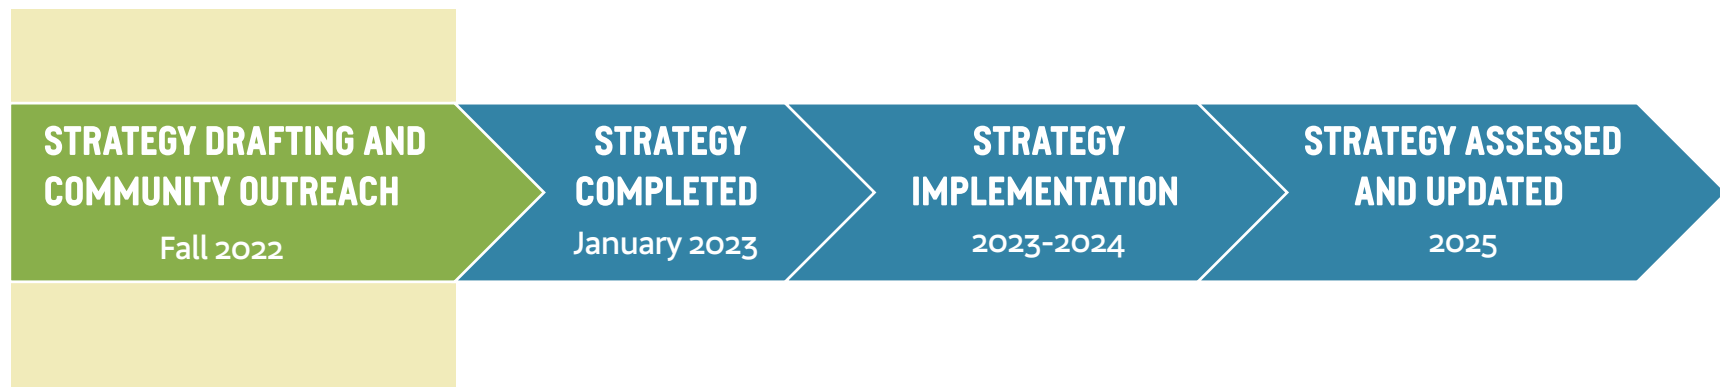 STRATEGY DRAFTING AND
COMMUNITY OUTREACH
Fall 2022
STRATEGY
COMPLETED
January 2023
STRATEGY
IMPLEMENTATION
2023-2024
STRATEGY ASSESSED
AND UPDATED
2025